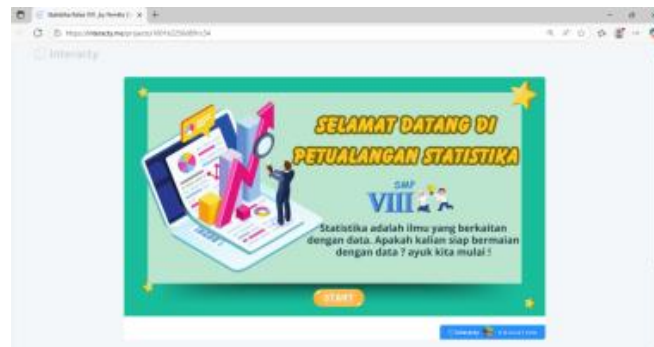 Interacty
SELAMAT DATANG DI
PETUALANGAN STATISTIKA
SMP
VIII
Statistika adalah ilmu yang berkaitan
dengan data. Apakah kalian siap bermaian
dengan data ? ayuk kita mulai !
START